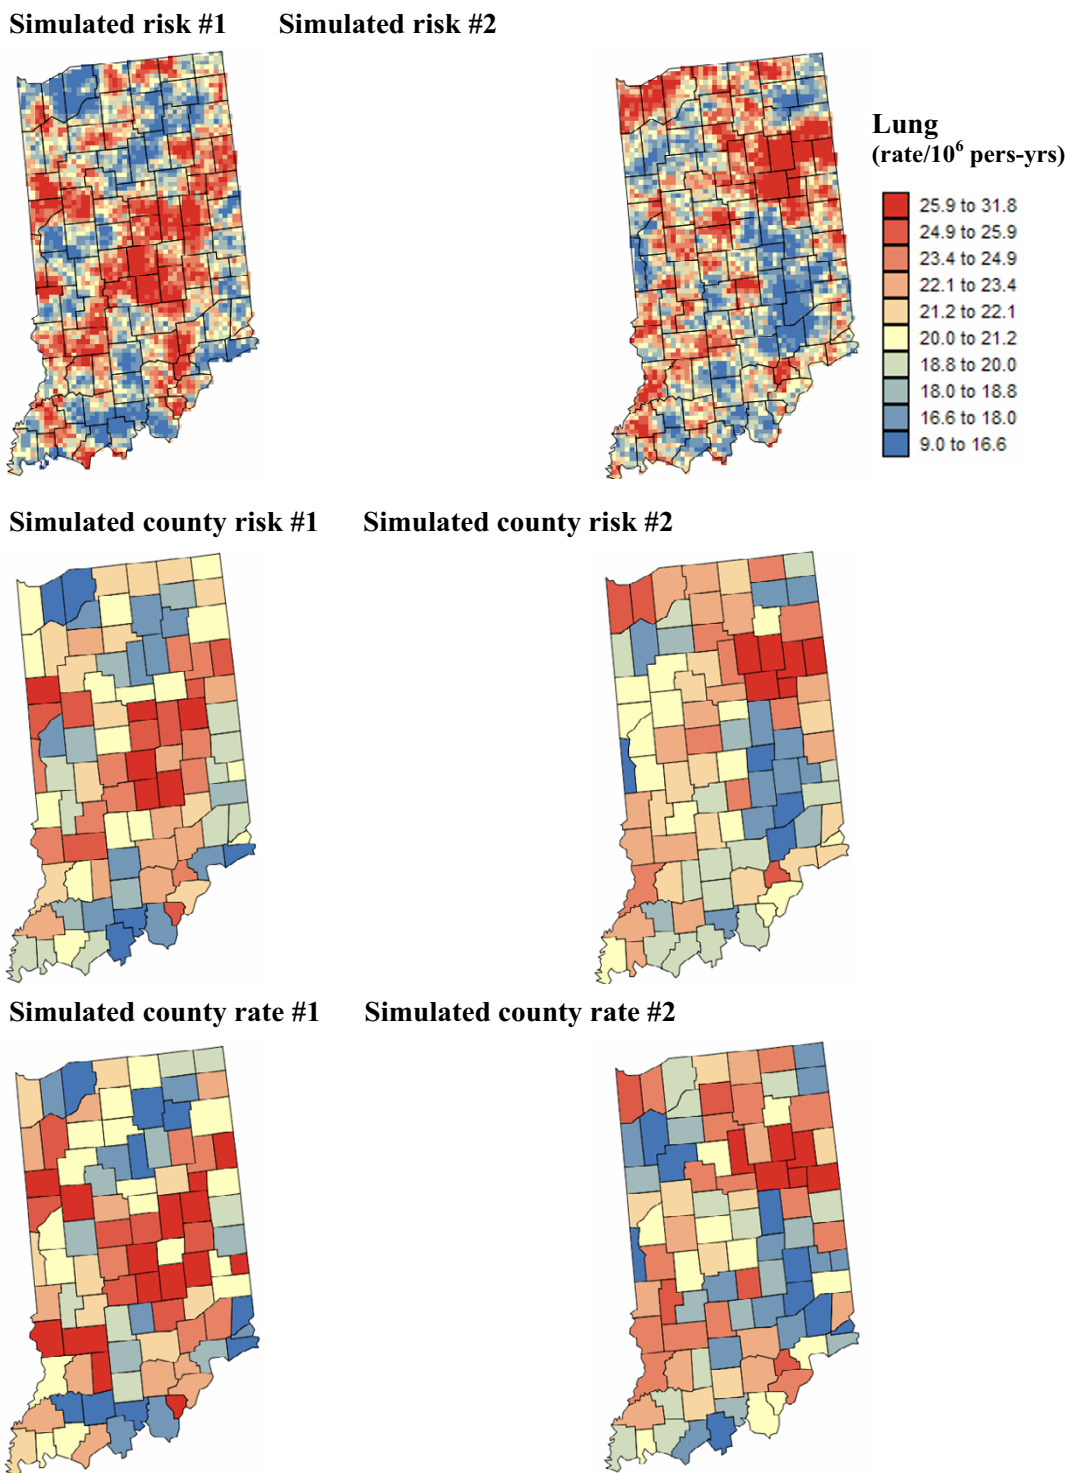 Simulated risk #1 Simulated risk #2
Lung
(rate/10⁶ pers-yrs)
25.9 to 31.8
24.9 to 25.9
23.4 to 24.9
22.1 to 23.4
21.2 to 22.1
20.0 to 21.2
18.8 to 20.0
18.0 to 18.8
16.6 to 18.0
9.0 to 16.6
Simulated county risk #1 Simulated county risk #2
Simulated county rate #1 Simulated county rate #2